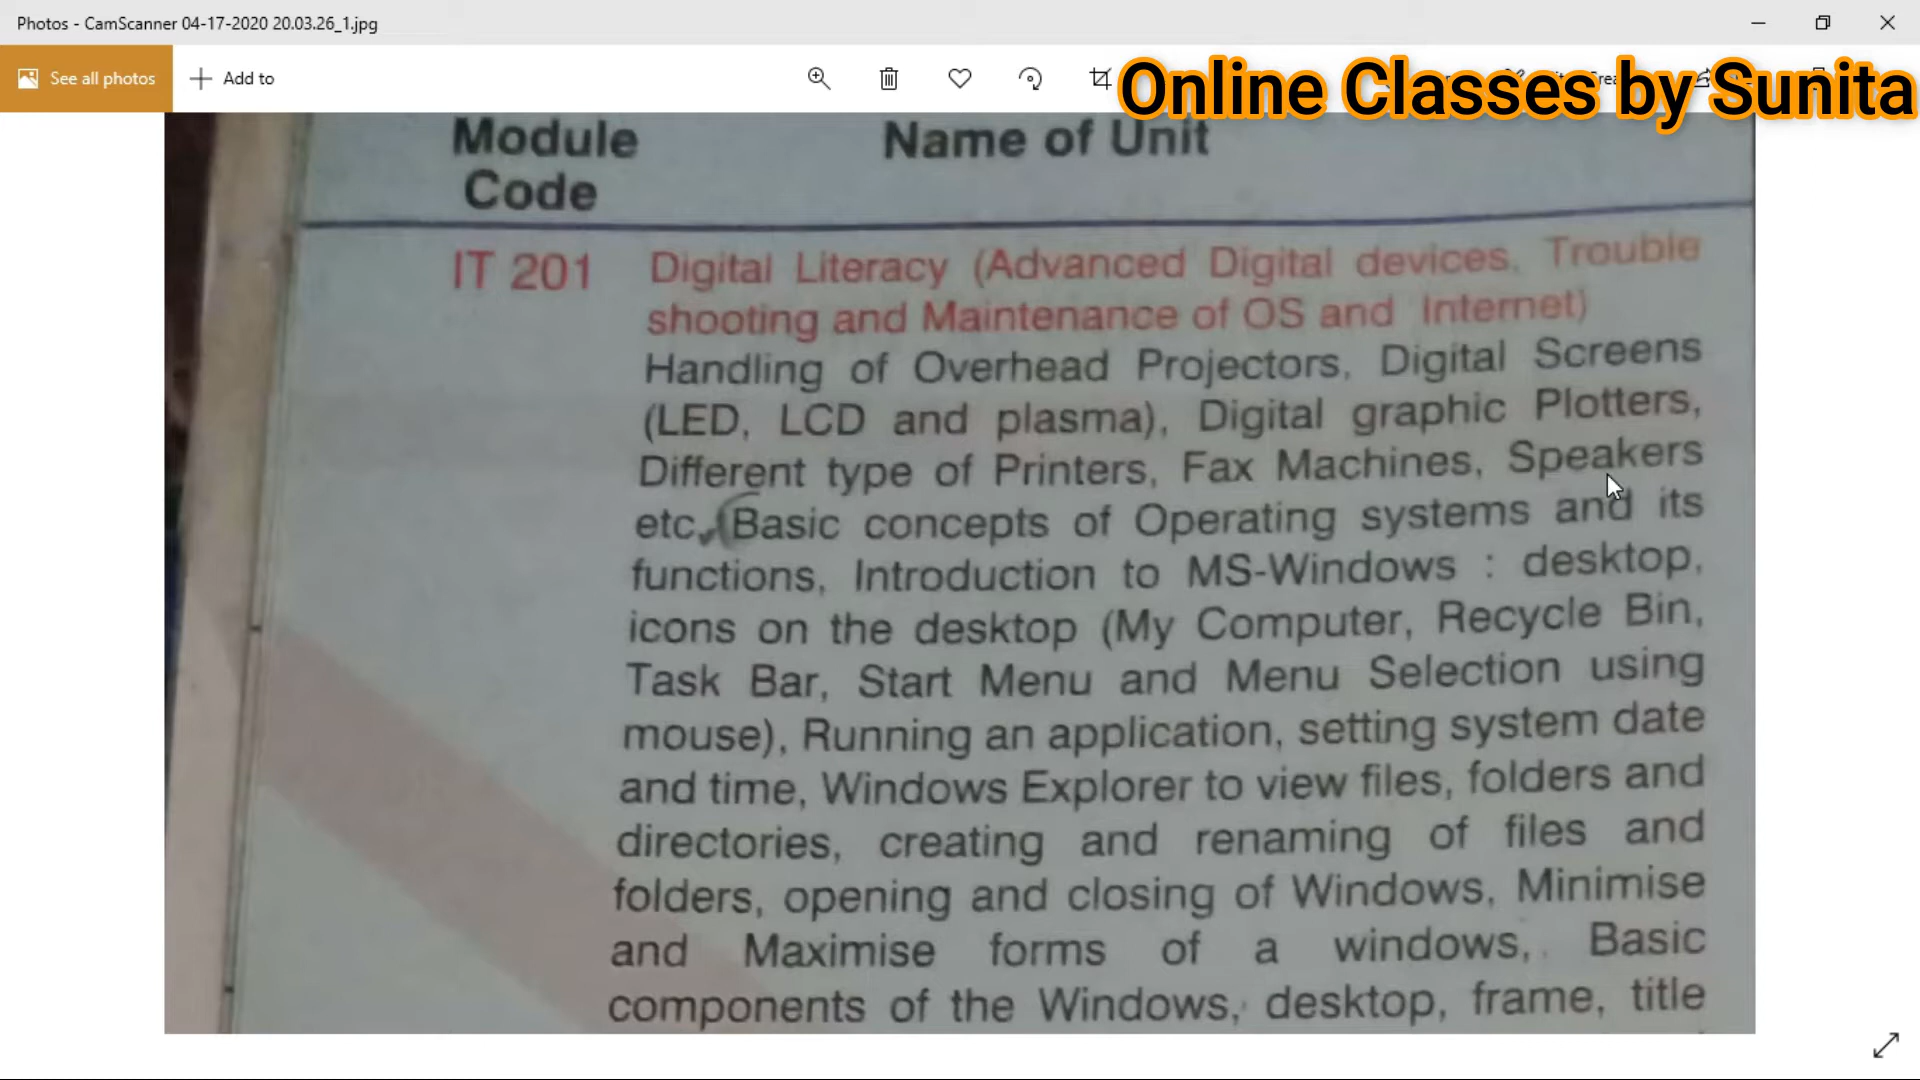 Photos - CamScanner 04-17-2020 20.03.26_1.jpg
See all photos
Add to
Online Classes by Sunita
Module Name of Unit
Code
IT 201 Digital Literacy (Advanced Digital devices, Trouble
shooting and Maintenance of OS and Internet)
Handling of Overhead Projectors, Digital Screens
(LED, LCD and plasma), Digital graphic Plotters,
Different type of Printers, Fax Machines, Speakers
etc, Basic concepts of Operating systems and its
functions, Introduction to MS-Windows : desktop,
icons on the desktop (My Computer, Recycle Bin,
Task Bar, Start Menu and Menu Selection using
mouse), Running an application, setting system date
and time, Windows Explorer to view files, folders and
directories, creating and renaming of files and
folders, opening and closing of Windows, Minimise
and Maximise forms of a windows, Basic
components of the Windows, desktop, frame, title